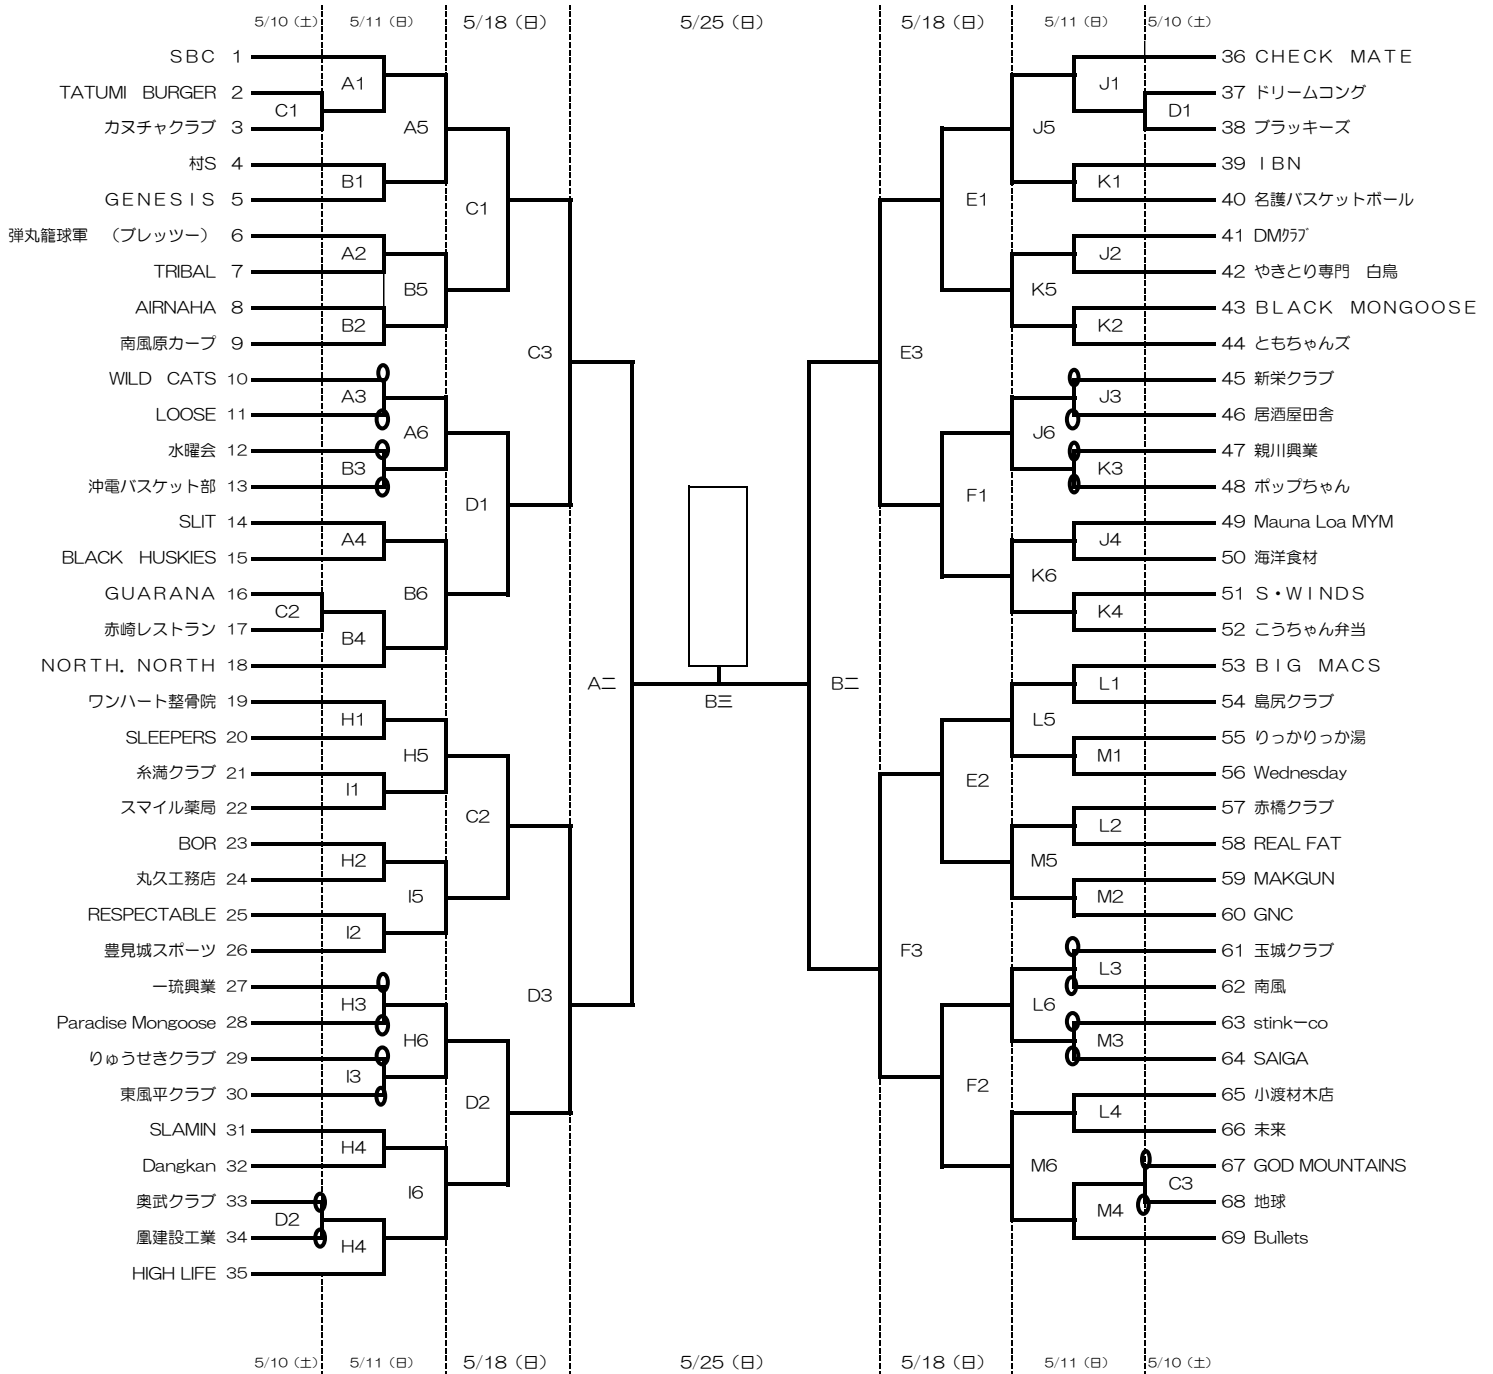 5/10（土） 5/11（日） 5/18（日） 5/25（日） 5/18（日） 5/11（日） 5/10（土）
ＳＢＣ 1
TATUMI　BURGER 2
カヌチャクラブ 3
村S 4
ＧＥＮＥＳＩＳ 5
弾丸籠球軍　（ブレッツー） 6
TRIBAL 7
AIRNAHA 8
南風原カープ 9
WILD　CATS 10
LOOSE 11
水曜会 12
沖電バスケット部 13
SLIT 14
BLACK　HUSKIES 15
ＧＵＡＲＡＮＡ 16
赤崎レストラン 17
ＮＯＲＴＨ．ＮＯＲＴＨ 18
ワンハート整骨院 19
SLEEPERS 20
糸満クラブ 21
スマイル薬局 22
BOR 23
丸久工務店 24
RESPECTABLE 25
豊見城スポーツ 26
一琉興業 27
Paradise Mongoose 28
りゅうせきクラブ 29
東風平クラブ 30
SLAMIN 31
Dangkan 32
奥武クラブ 33
凰建設工業 34
HIGH LIFE 35
C1
C2
D2
A1
B1
A2
B2
A3
B3
A4
B4
H1
I1
H2
I2
H3
I3
H4
H4
A5
B5
A6
B6
H5
I5
H6
I6
C1
D1
C2
D2
C3
D3
A二
B三
B二
E3
F3
E1
F1
E2
F2
J5
K5
J6
K6
L5
M5
L6
M6
J1
K1
J2
K2
J3
K3
J4
K4
L1
M1
L2
M2
L3
M3
L4
M4
D1
C3
36 ＣＨＥＣＫ　ＭＡＴＥ
37 ドリームコング
38 ブラッキーズ
39 ＩＢＮ
40 名護バスケットボール
41 DMｸﾗﾌﾞ
42 やきとり専門　白鳥
43 ＢＬＡＣＫ　ＭＯＮＧＯＯＳＥ
44 ともちゃんズ
45 新栄クラブ
46 居酒屋田舎
47 親川興業
48 ポップちゃん
49 Mauna Loa MYM
50 海洋食材
51 Ｓ・ＷＩＮＤＳ
52 こうちゃん弁当
53 ＢＩＧ　ＭＡＣＳ
54 島尻クラブ
55 りっかりっか湯
56 Wednesday
57 赤橋クラブ
58 REAL FAT
59 MAKGUN
60 GNC
61 玉城クラブ
62 南風
63 stinkーco
64 SAIGA
65 小渡材木店
66 未来
67 GOD MOUNTAINS
68 地球
69 Bullets
5/10（土） 5/11（日） 5/18（日） 5/25（日） 5/18（日） 5/11（日） 5/10（土）